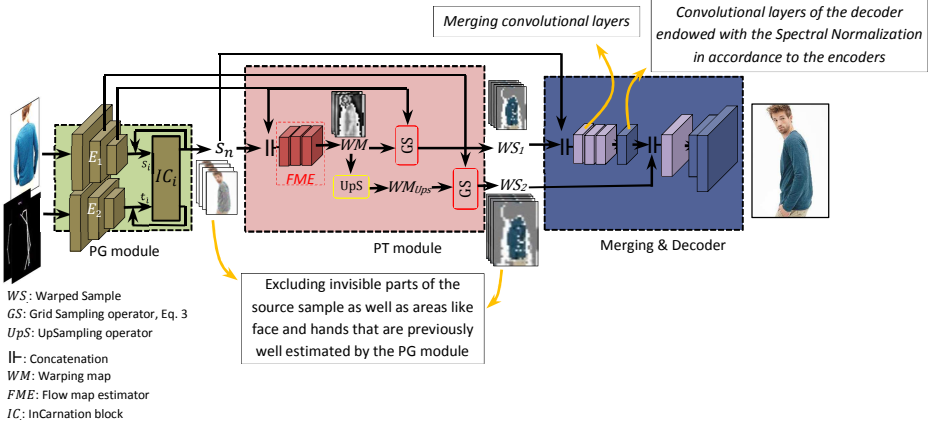 Merging convolutional layers
Convolutional layers of the decoder
endowed with the Spectral Normalization
in accordance to the encoders
E1
E2
si
ti
ICi
PG module
Sn
FME
WM
UpS
WMUps
GS
GS
PT module
WS1
WS2
Merging & Decoder
Excluding invisible parts of the
source sample as well as areas like
face and hands that are previously
well estimated by the PG module
WS: Warped Sample
GS: Grid Sampling operator, Eq. 3
UpS: UpSampling operator
: Concatenation
WM: Warping map
FME: Flow map estimator
IC: InCarnation block